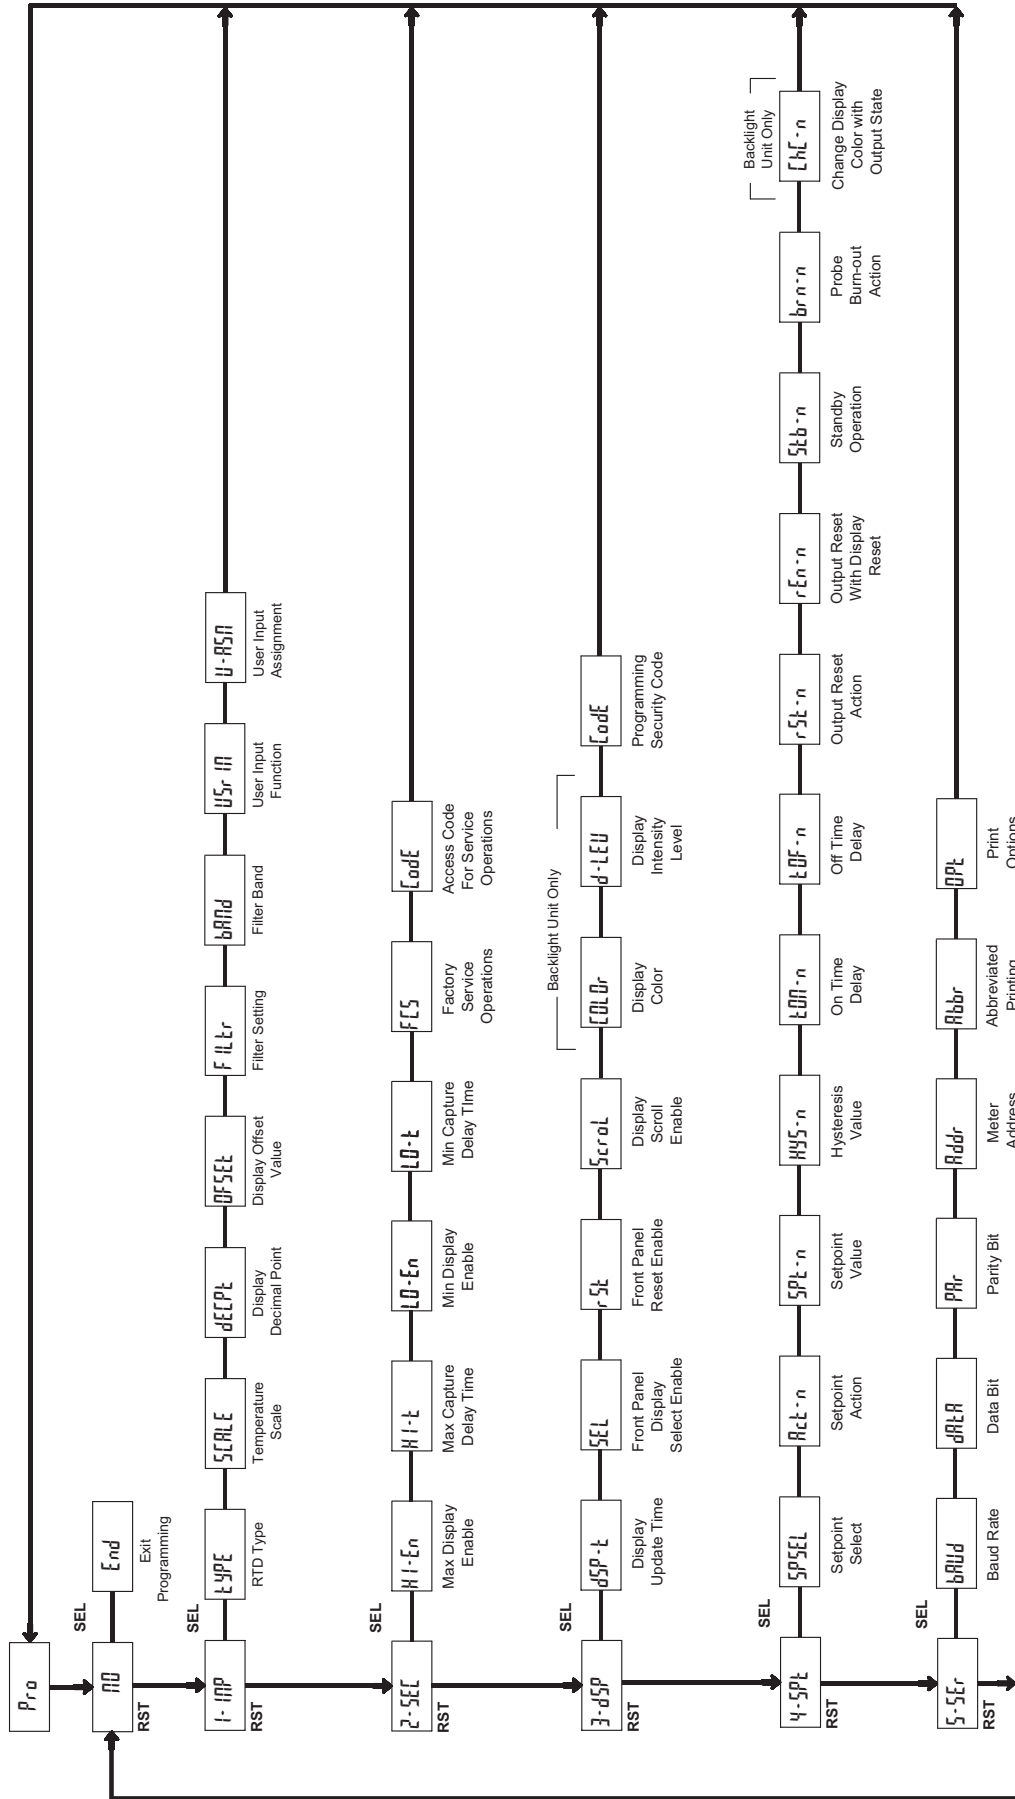 Pro
NO
SEL
RST
End
Exit
Programming
1-INP
SEL
RST
tYPE
RTD Type
SCALE
Temperature
Scale
dECPt
Display
Decimal Point
OFSEt
Display Offset
Value
FILtr
Filter Setting
bANd
Filter Band
USrIN
User Input
Function
U-ASN
User Input
Assignment
2-SEC
SEL
RST
HI-En
Max Display
Enable
HI-t
Max Capture
Delay Time
LO-En
Min Display
Enable
LO-t
Min Capture
Delay TIme
FCS
Factory
Service
Operations
CodE
Access Code
For Service
Operations
3-dSP
SEL
RST
dSP-t
Display
Update Time
SEL
Front Panel
Display
Select Enable
rSt
Front Panel
Reset Enable
ScroL
Display
Scroll
Enable
Backlight Unit Only
COLOr
Display
Color
d-LEV
Display
Intensity
Level
CodE
Programming
Security Code
4-SPt
SEL
RST
SPSEL
Setpoint
Select
Act-n
Setpoint
Action
SPt-n
Setpoint
Value
HYS-n
Hysteresis
Value
tON-n
On Time
Delay
tOF-n
Off Time
Delay
rSt-n
Output Reset
Action
rEn-n
Output Reset
With Display
Reset
Stb-n
Standby
Operation
brn-n
Probe
Burn-out
Action
Backlight
Unit Only
ChC-n
Change Display
Color with
Output State
5-SEr
SEL
RST
bAUd
Baud Rate
dAtA
Data Bit
PAr
Parity Bit
Addr
Meter
Address
Abbr
Abbreviated
Printing
OPt
Print
Options